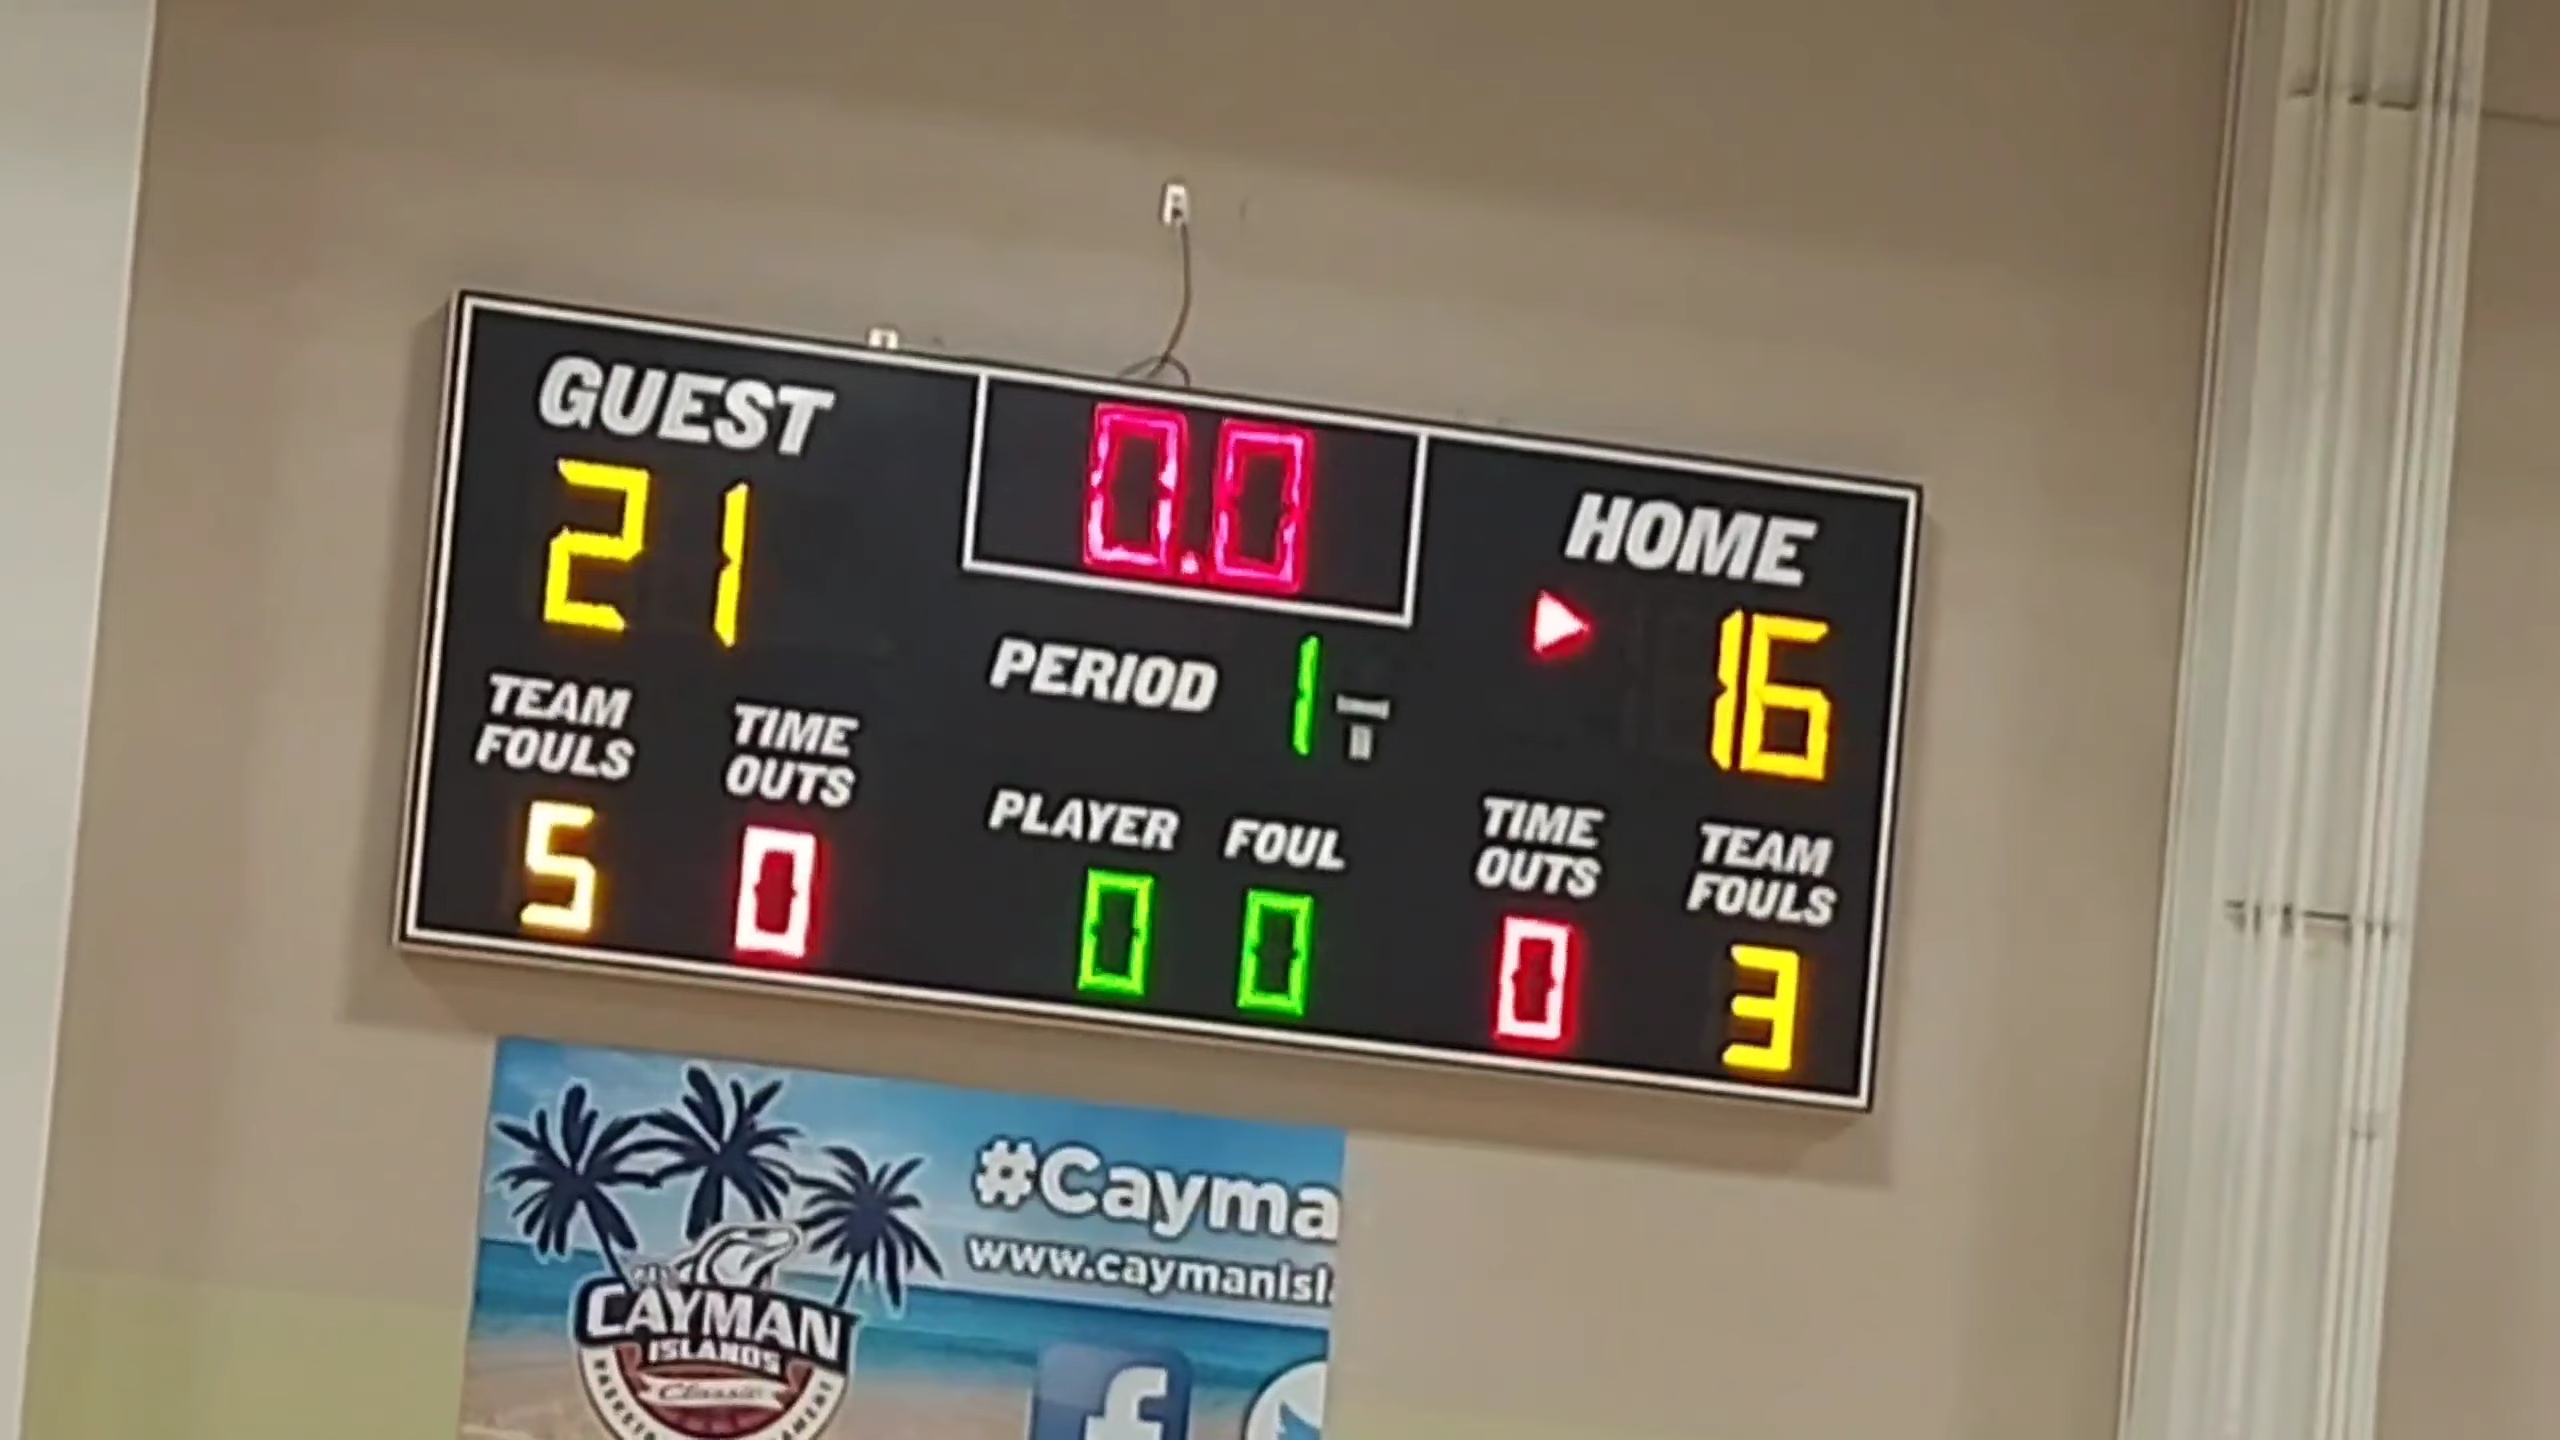 GUEST
0.0
HOME
21
16
PERIOD 1
TEAM
FOULS
TIME
OUTS
PLAYER FOUL
TIME
OUTS
TEAM
FOULS
5 0 0 0 0 3
#Cayma
www.caymanisl
CAYMAN
ISLANDS
Classic
f